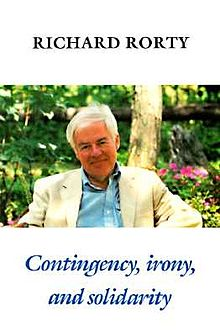 RICHARD RORTY
Contingency, irony,
and solidarity